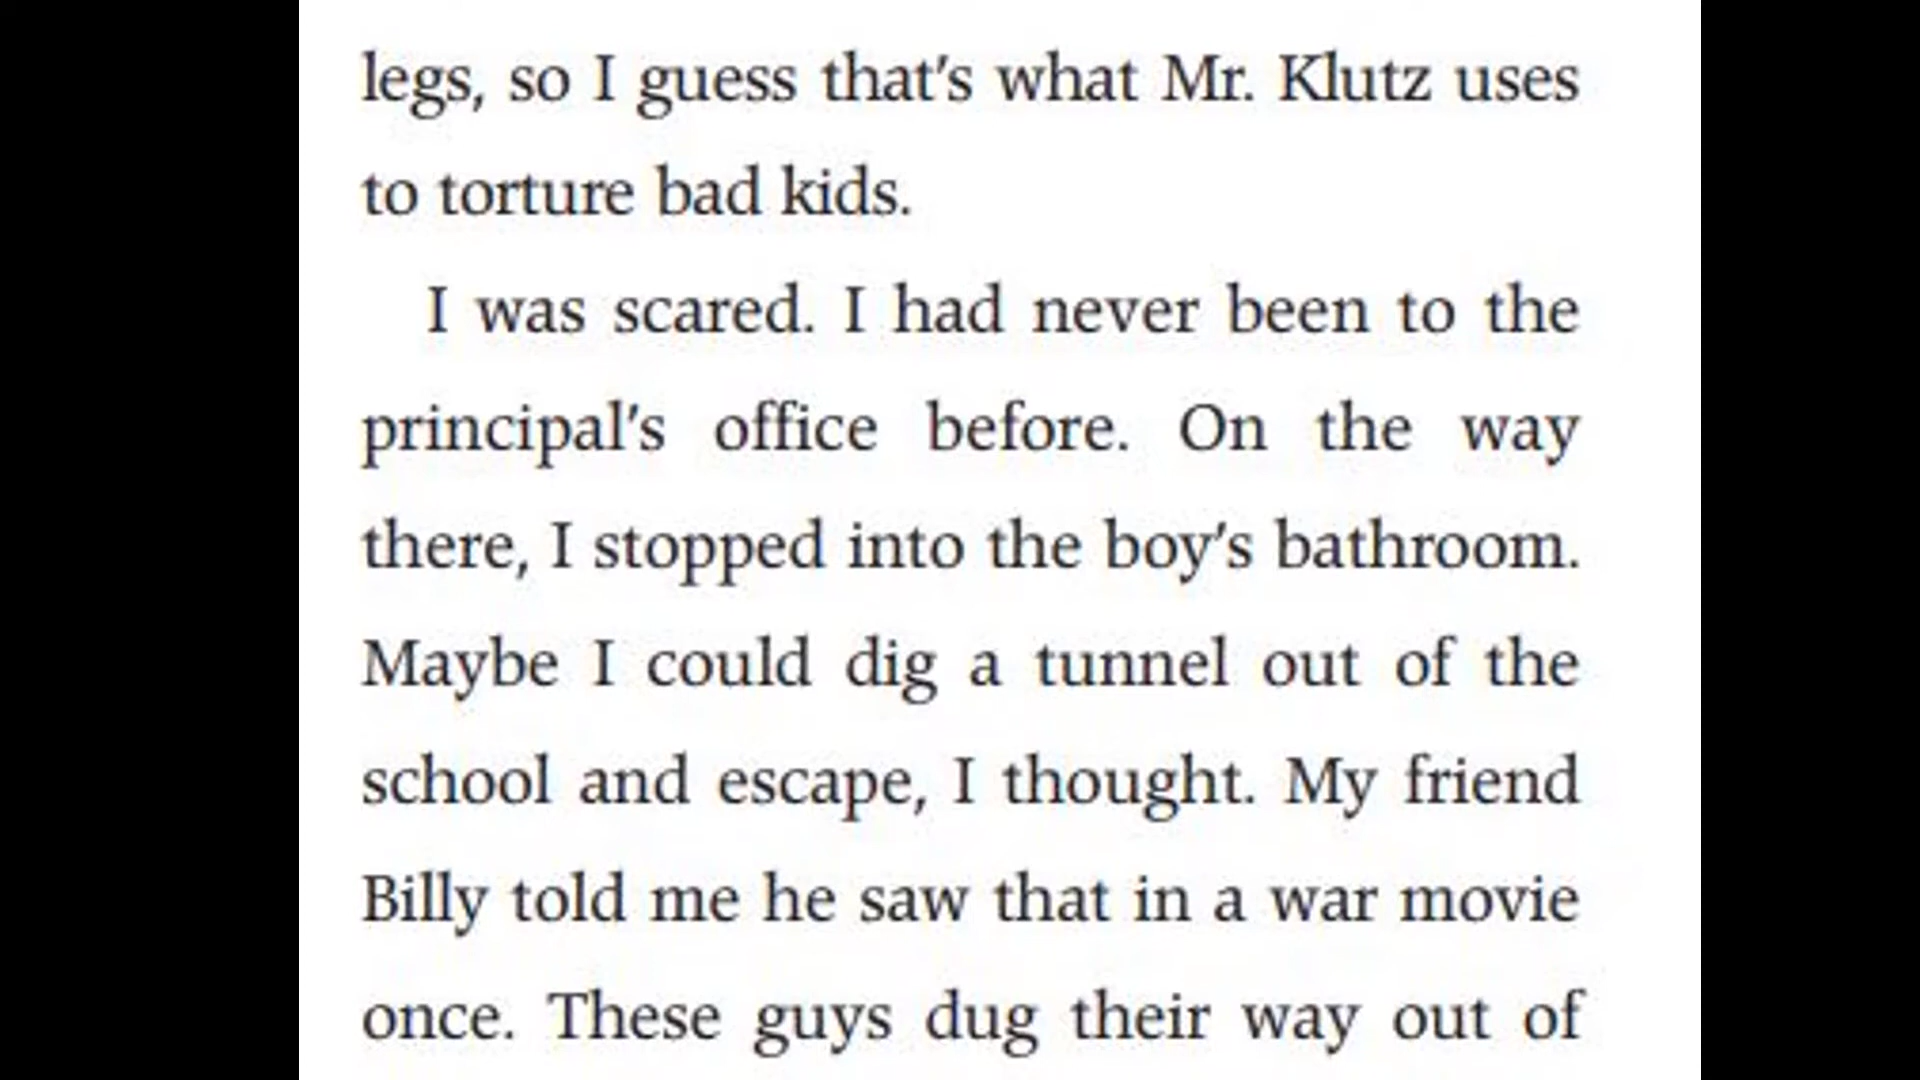 legs, so I guess that's what Mr. Klutz uses
to torture bad kids.
I was scared. I had never been to the
principal's office before. On the way
there, I stopped into the boy's bathroom.
Maybe I could dig a tunnel out of the
school and escape, I thought. My friend
Billy told me he saw that in a war movie
once. These guys dug their way out of